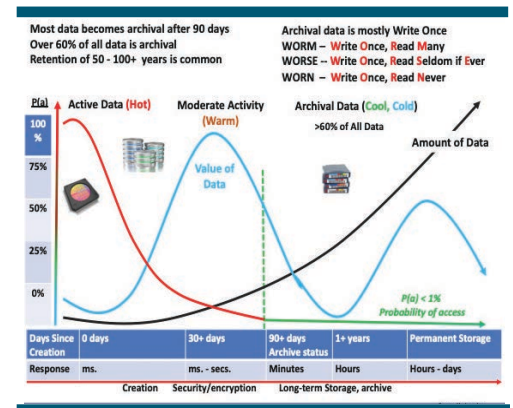 Most data becomes archival after 90 days
Over 60% of all data is archival
Retention of 50 - 100+ years is common
Archival data is mostly Write Once
WORM – Write Once, Read Many
WORSE -- Write Once, Read Seldom if Ever
WORN – Write Once, Read Never
P(a)
Active Data (Hot)
Moderate Activity
(Warm)
Archival Data (Cool, Cold)
>60% of All Data
Amount of Data
100
%
75%
50%
25%
0%
Value of
Data
P(a) < 1%
Probability of access
Days Since
Creation
0 days
30+ days
90+ days
Archive status
1+ years
Permanent Storage
Response
ms.
ms. - secs.
Minutes
Hours
Hours - days
Creation
Security/encryption
Long-term Storage, archive